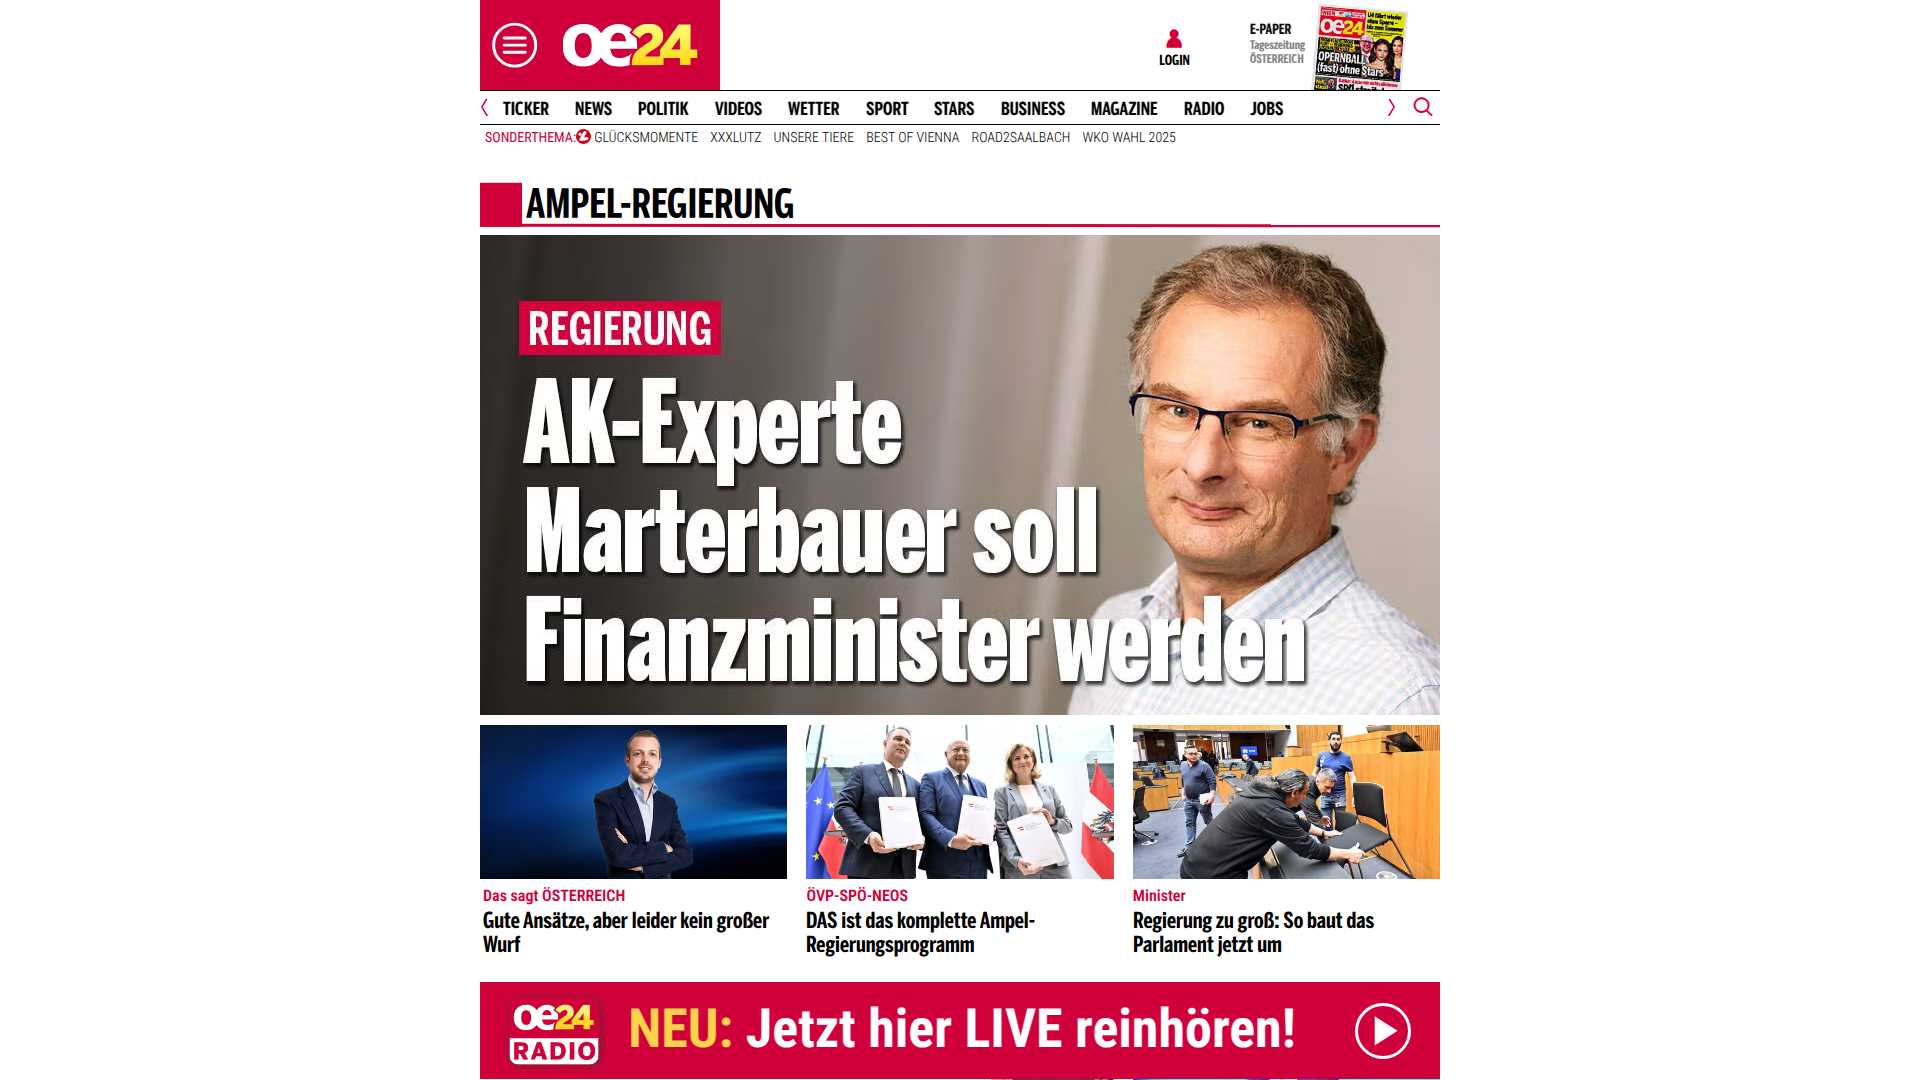 oe24
LOGIN
E-PAPER
Tageszeitung
ÖSTERREICH
oe24
OPERNBALL
(fast) ohne Stars
TICKER NEWS POLITIK VIDEOS WETTER SPORT STARS BUSINESS MAGAZINE RADIO JOBS
SONDERTHEMA: GLÜCKSMOMENTE XXXLUTZ UNSERE TIERE BEST OF VIENNA ROAD2SAALBACH WKO WAHL 2025
AMPEL-REGIERUNG
REGIERUNG
AK-Experte
Marterbauer soll
Finanzminister werden
Das sagt ÖSTERREICH
Gute Ansätze, aber leider kein großer
Wurf
ÖVP-SPÖ-NEOS
DAS ist das komplette Ampel-
Regierungsprogramm
Minister
Regierung zu groß: So baut das
Parlament jetzt um
oe24
RADIO
NEU: Jetzt hier LIVE reinhören!